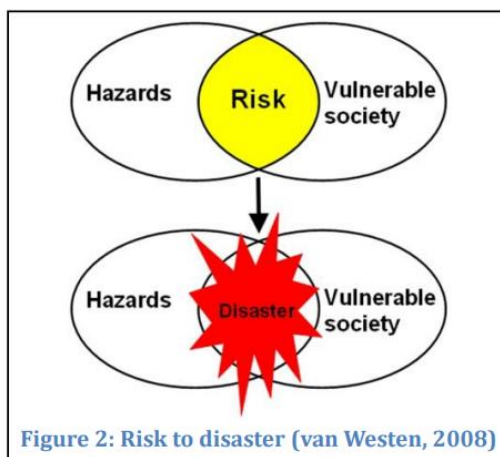 Hazards
Risk
Vulnerable
society
Hazards
Disaster
Vulnerable
society
Figure 2: Risk to disaster (van Westen, 2008)